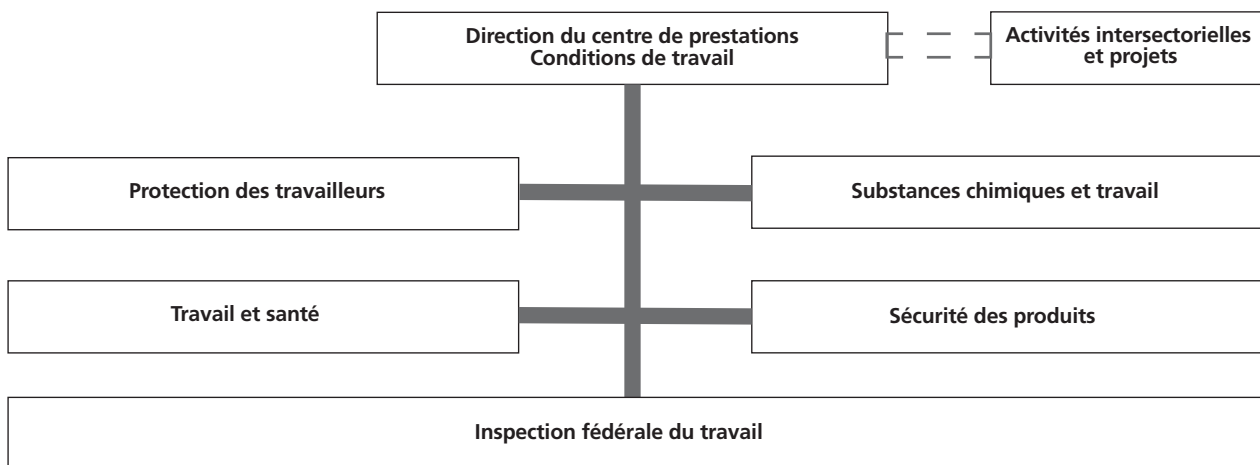 Direction du centre de prestations
Conditions de travail
Activités intersectorielles
et projets
Protection des travailleurs
Substances chimiques et travail
Travail et santé
Sécurité des produits
Inspection fédérale du travail